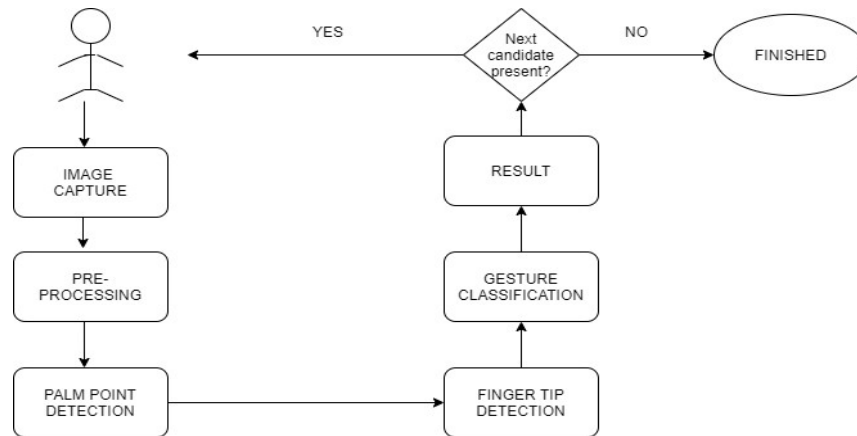 YES
Next
candidate
present?
NO
FINISHED
IMAGE
CAPTURE
RESULT
PRE-
PROCESSING
GESTURE
CLASSIFICATION
PALM POINT
DETECTION
FINGER TIP
DETECTION